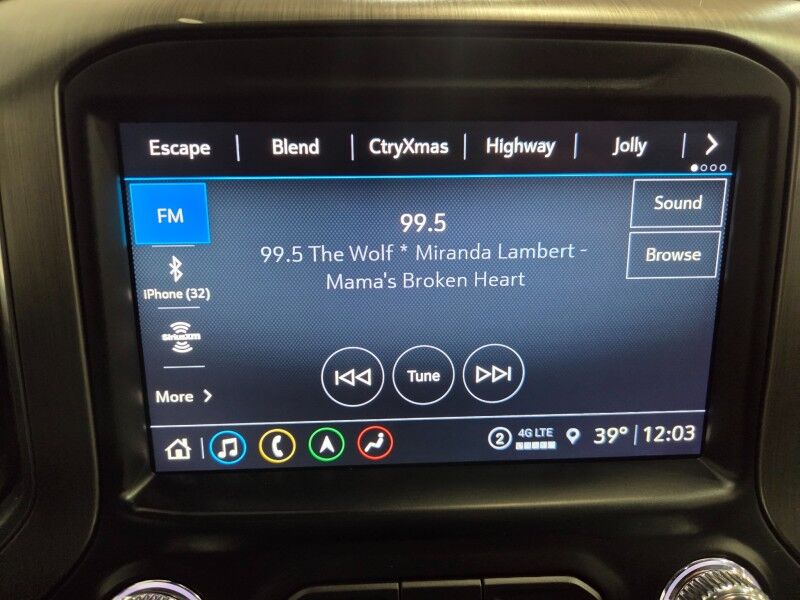 Escape | Blend | CtryXmas | Highway | Jolly |
FM
99.5
Sound
99.5 The Wolf * Miranda Lambert -
Mama's Broken Heart
Browse
iPhone (32)
SiriusXM
Tune
More
2 4G LTE 39° | 12:03